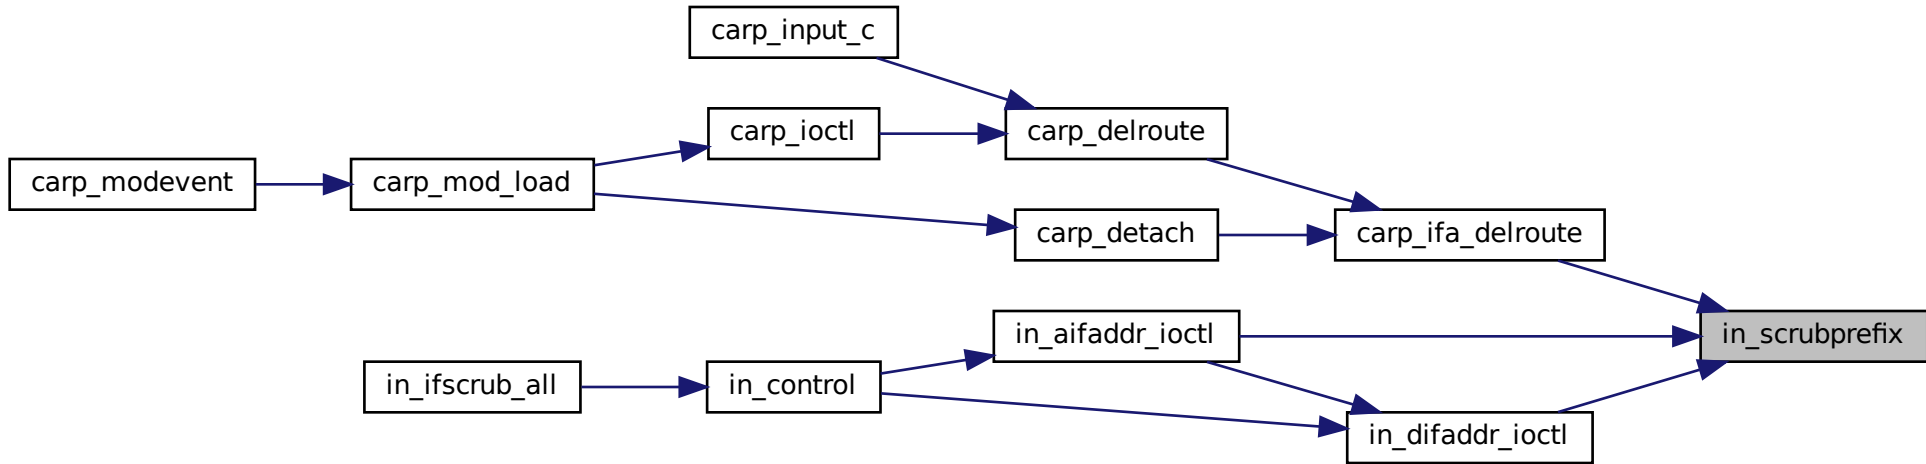 carp_input_c
carp_ioctl
carp_delroute
carp_modevent
carp_mod_load
carp_detach
carp_ifa_delroute
in_aifaddr_ioctl
in_scrubprefix
in_ifscrub_all
in_control
in_difaddr_ioctl